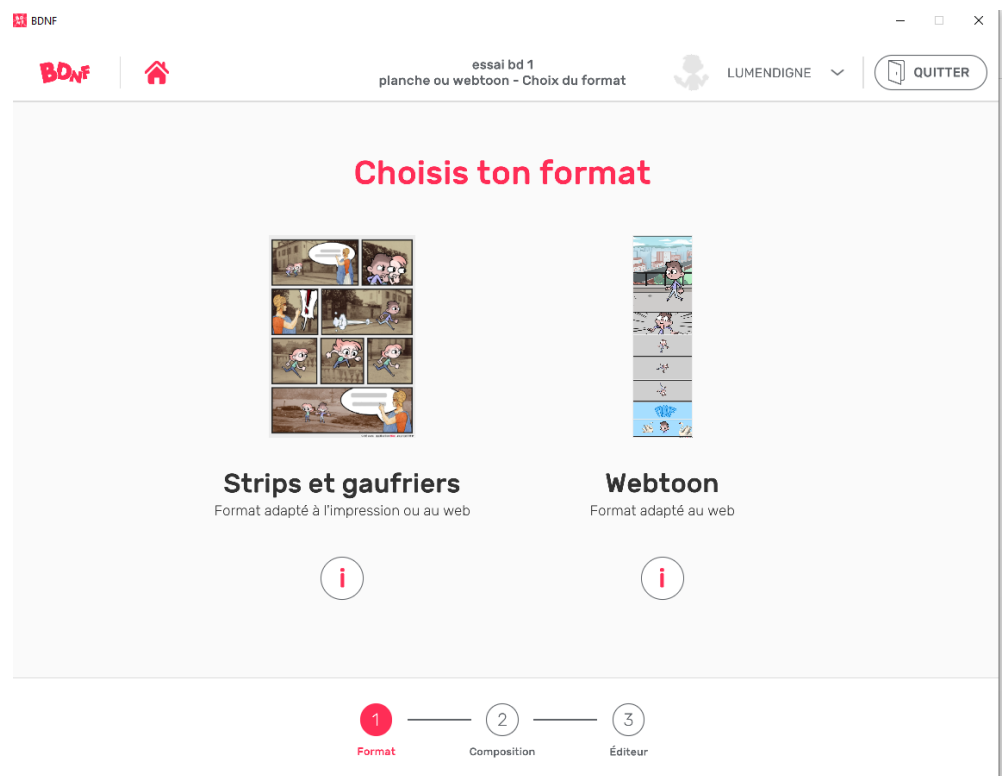 BDNF
BDNF
essai bd 1
planche ou webtoon - Choix du format
LUMENDIGNE
QUITTER
Choisis ton format
Strips et gaufriers
Format adapté à l'impression ou au web
i
Webtoon
Format adapté au web
i
1
Format
2
Composition
3
Éditeur